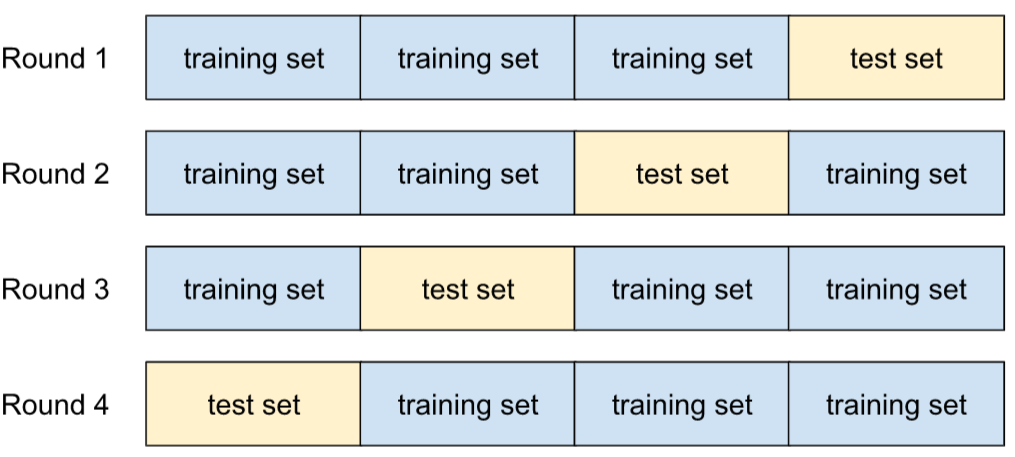 Round 1 training set training set training set test set
Round 2 training set training set test set training set
Round 3 training set test set training set training set
Round 4 test set training set training set training set